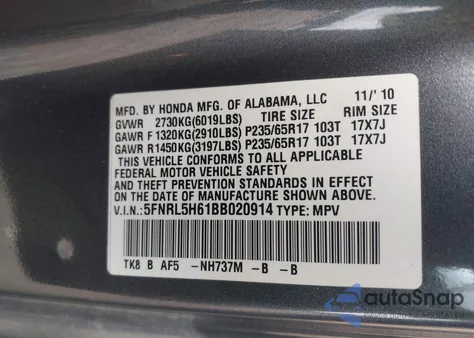 MFD. BY HONDA MFG. OF ALABAMA, LLC 11/'10
GVWR 2730KG(6019LBS) TIRE SIZE RIM SIZE
GAWR F 1320KG(2910LBS) P235/65R17 103T 17X7J
GAWR R1450KG(3197LBS) P235/65R17 103T 17X7J
THIS VEHICLE CONFORMS TO ALL APPLICABLE
FEDERAL MOTOR VEHICLE SAFETY
AND THEFT PREVENTION STANDARDS IN EFFECT
ON THE DATE OF MANUFACTURE SHOWN ABOVE.
V.I.N.: 5FNRL5H61BB020914 TYPE: MPV
TK8 B AF5 -NH737M -B -B
autaSnap